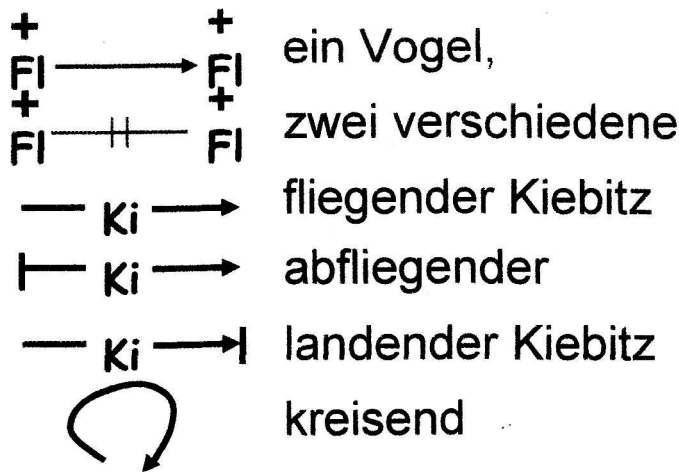 + +
Fl Fl ein Vogel,
+ +
Fl Fl zwei verschiedene
Ki fliegender Kiebitz
Ki abfliegender
Ki landender Kiebitz
kreisend